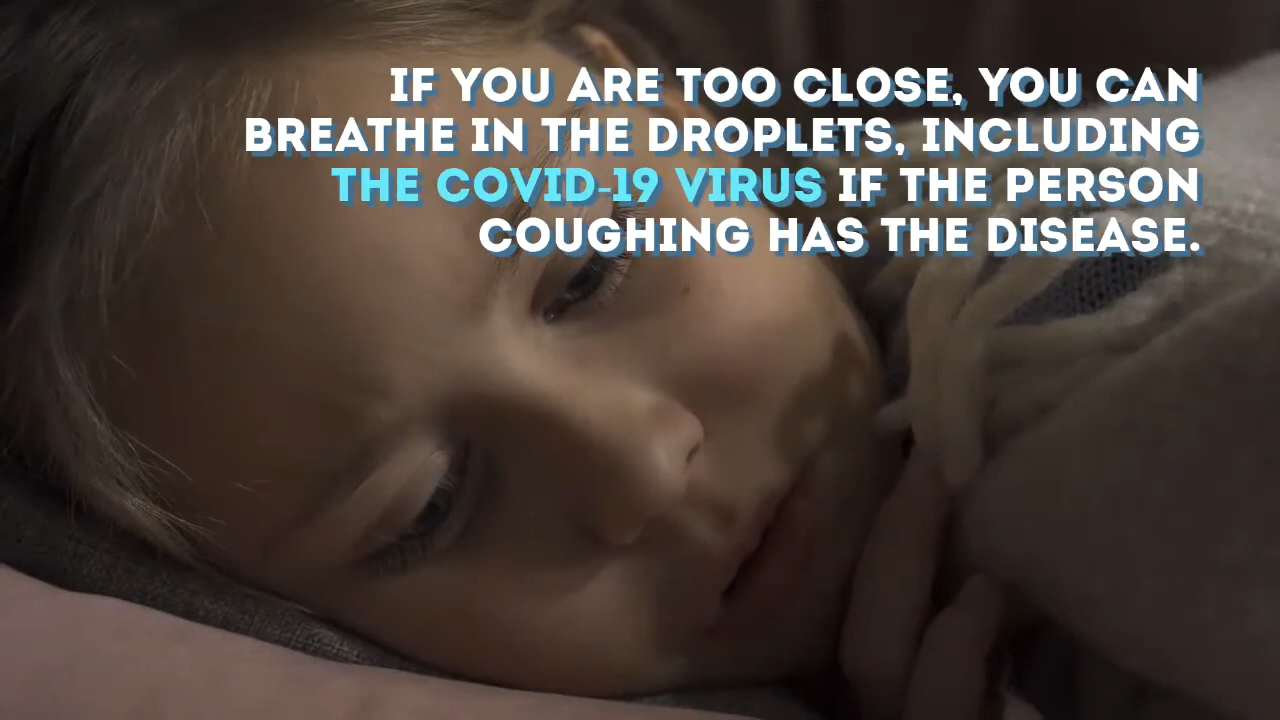 IF YOU ARE TOO CLOSE, YOU CAN
BREATHE IN THE DROPLETS, INCLUDING
THE COVID-19 VIRUS IF THE PERSON
COUGHING HAS THE DISEASE.